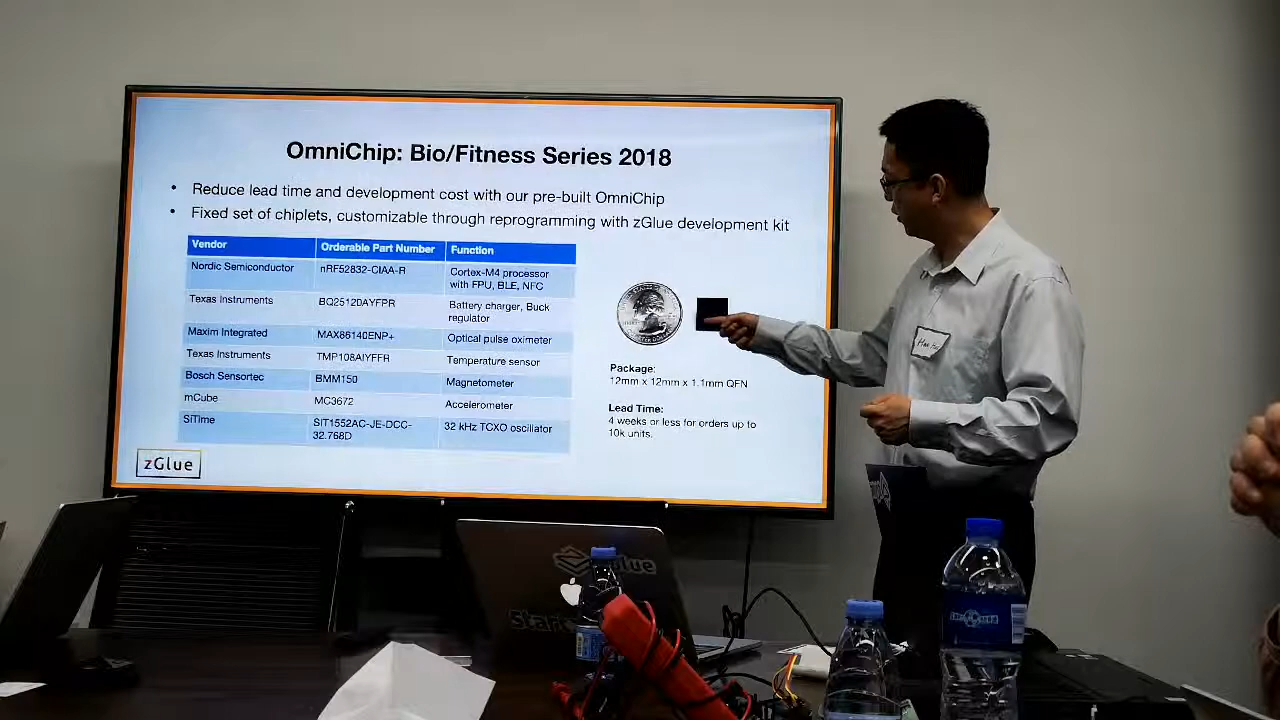 OmniChip: Bio/Fitness Series 2018
• Reduce lead time and development cost with our pre-built OmniChip
• Fixed set of chiplets, customizable through reprogramming with zGlue development kit
Vendor Orderable Part Number Function
Nordic Semiconductor nRF52832-CIAA-R Cortex-M4 processor
with FPU, BLE, NFC
Texas Instruments BQ25120AYFPR Battery charger, Buck
regulator
Maxim Integrated MAX86140ENP+ Optical pulse oximeter
Texas Instruments TMP108AIYFFR Temperature sensor
Bosch Sensortec BMM150 Magnetometer
mCube MC3672 Accelerometer
SiTime SIT1552AC-JE-DCC- 32 kHz TCXO oscillator
32.768D
Package:
12mm x 12mm x 1.1mm QFN
Lead Time:
4 weeks or less for orders up to
10k units.
zGlue